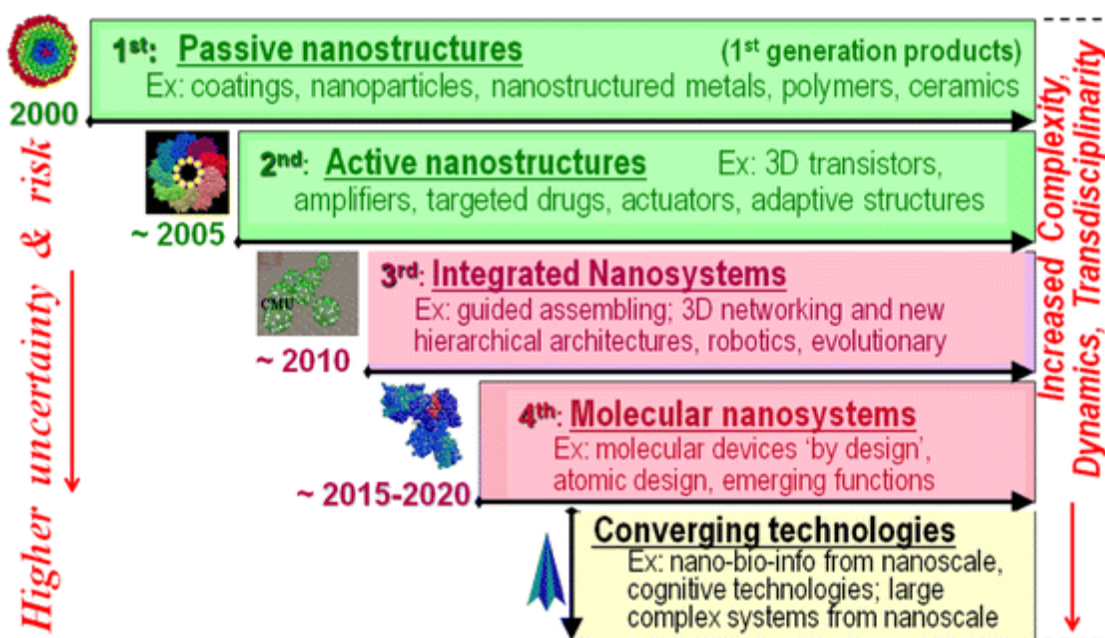 1st: Passive nanostructures (1st generation products)
Ex: coatings, nanoparticles, nanostructured metals, polymers, ceramics
2000
2nd: Active nanostructures Ex: 3D transistors,
amplifiers, targeted drugs, actuators, adaptive structures
~ 2005
3rd: Integrated Nanosystems
Ex: guided assembling; 3D networking and new
hierarchical architectures, robotics, evolutionary
CMU
~ 2010
4th: Molecular nanosystems
Ex: molecular devices ‘by design’,
atomic design, emerging functions
~ 2015-2020
Converging technologies
Ex: nano-bio-info from nanoscale,
cognitive technologies; large
complex systems from nanoscale
Higher uncertainty & risk
Increased Complexity,
Dynamics, Transdisciplinarity